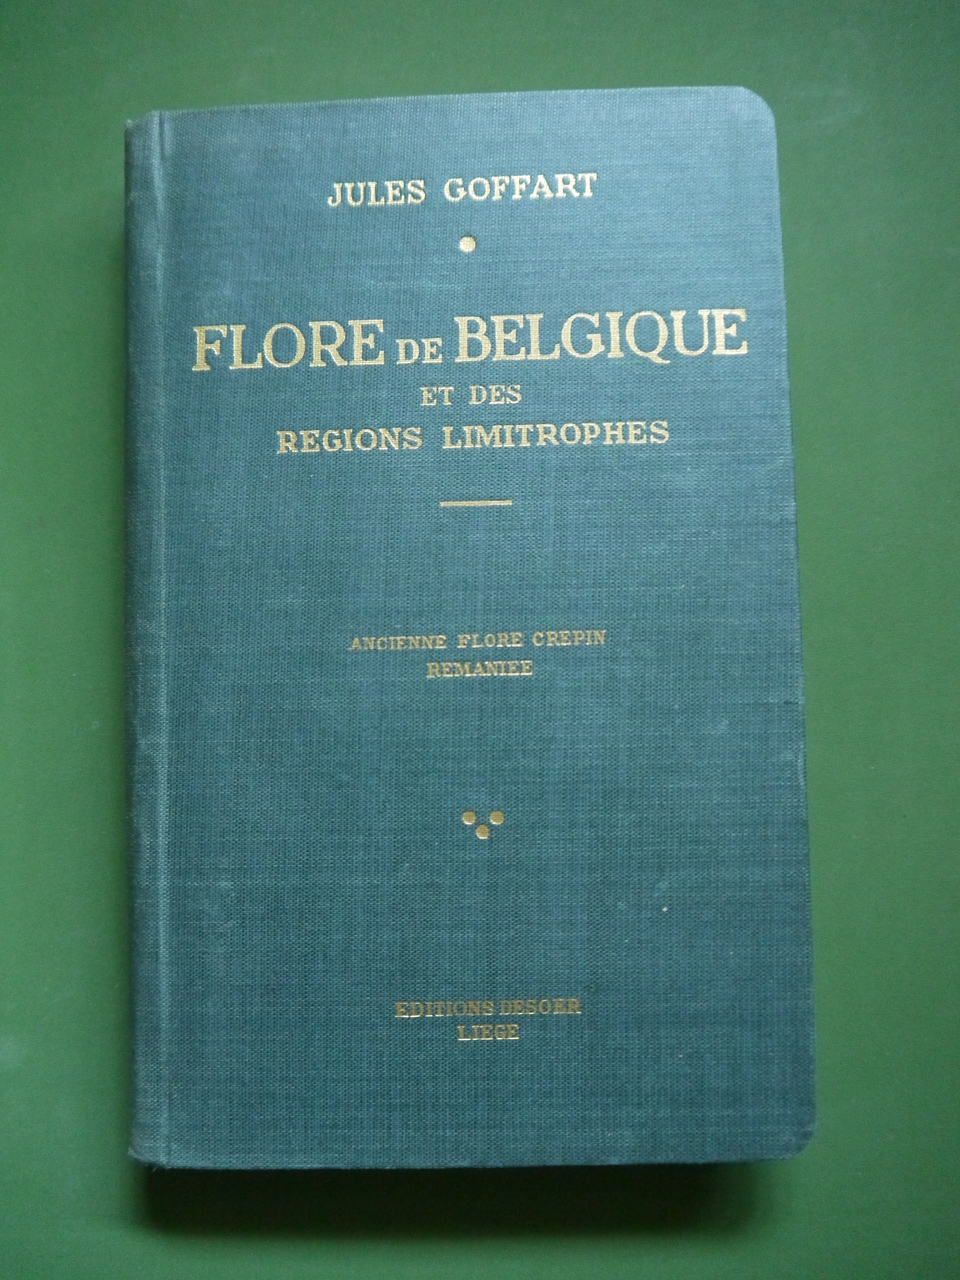 JULES GOFFART
FLORE DE BELGIQUE
ET DES
REGIONS LIMITROPHES
ANCIENNE FLORE CREPIN
REMANIEE
EDITIONS DESOER
LIEGE